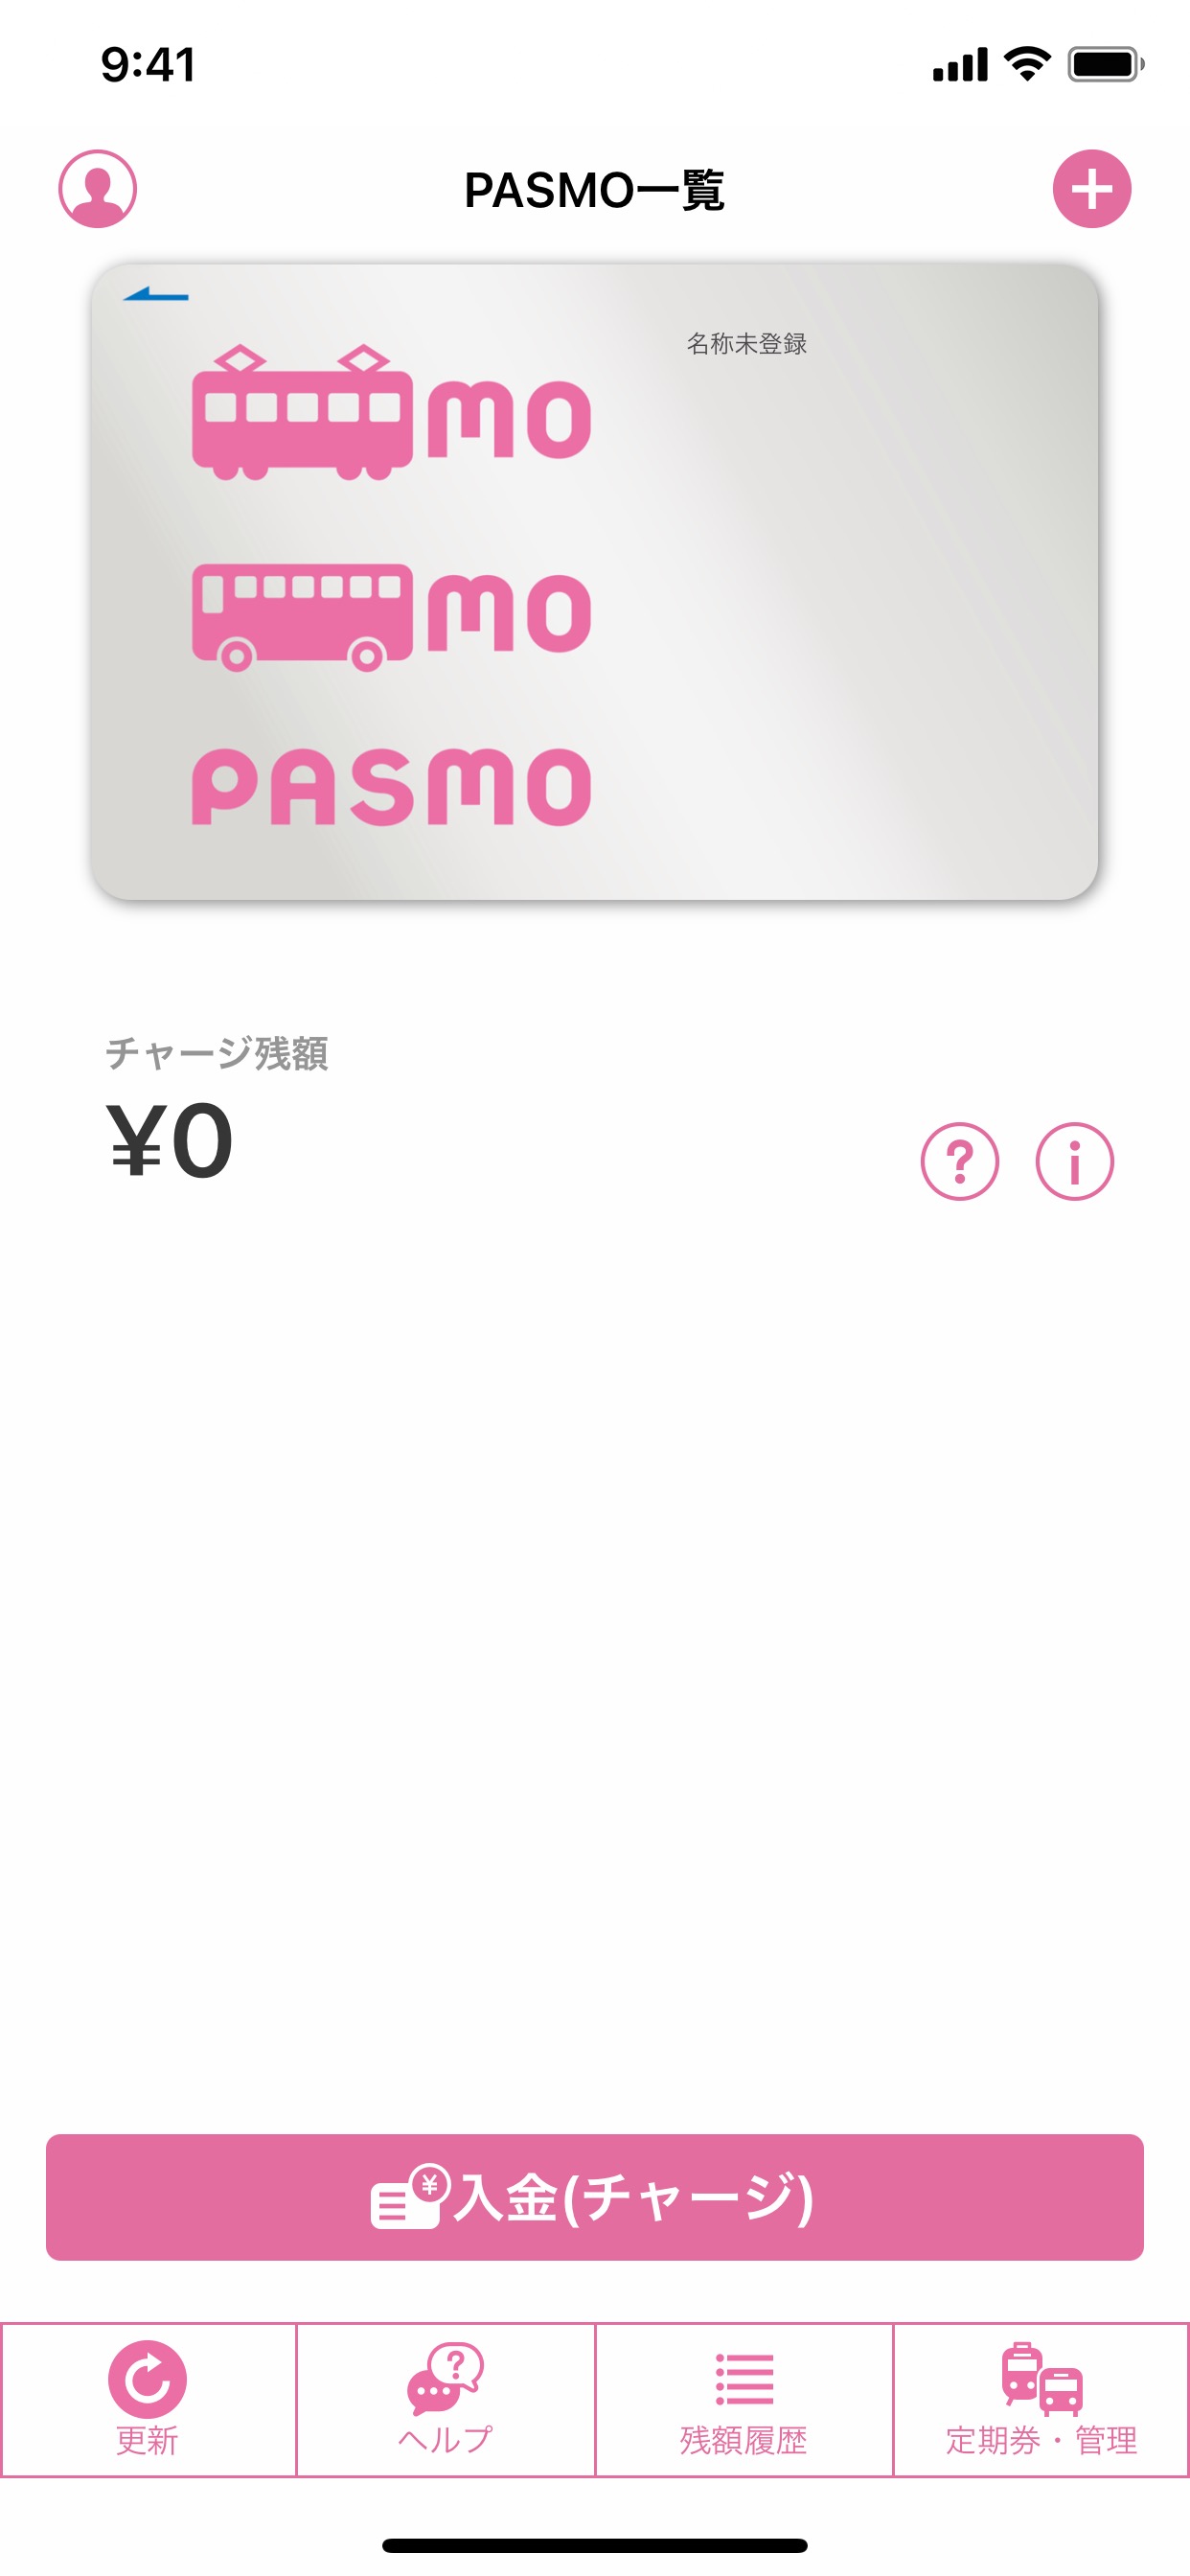 9:41
PASMO一覧
名称未登録
mo
mo
PASMO
チャージ残額
¥0
? i
¥ 入金(チャージ)
?
更新
ヘルプ
残額履歴
定期券・管理